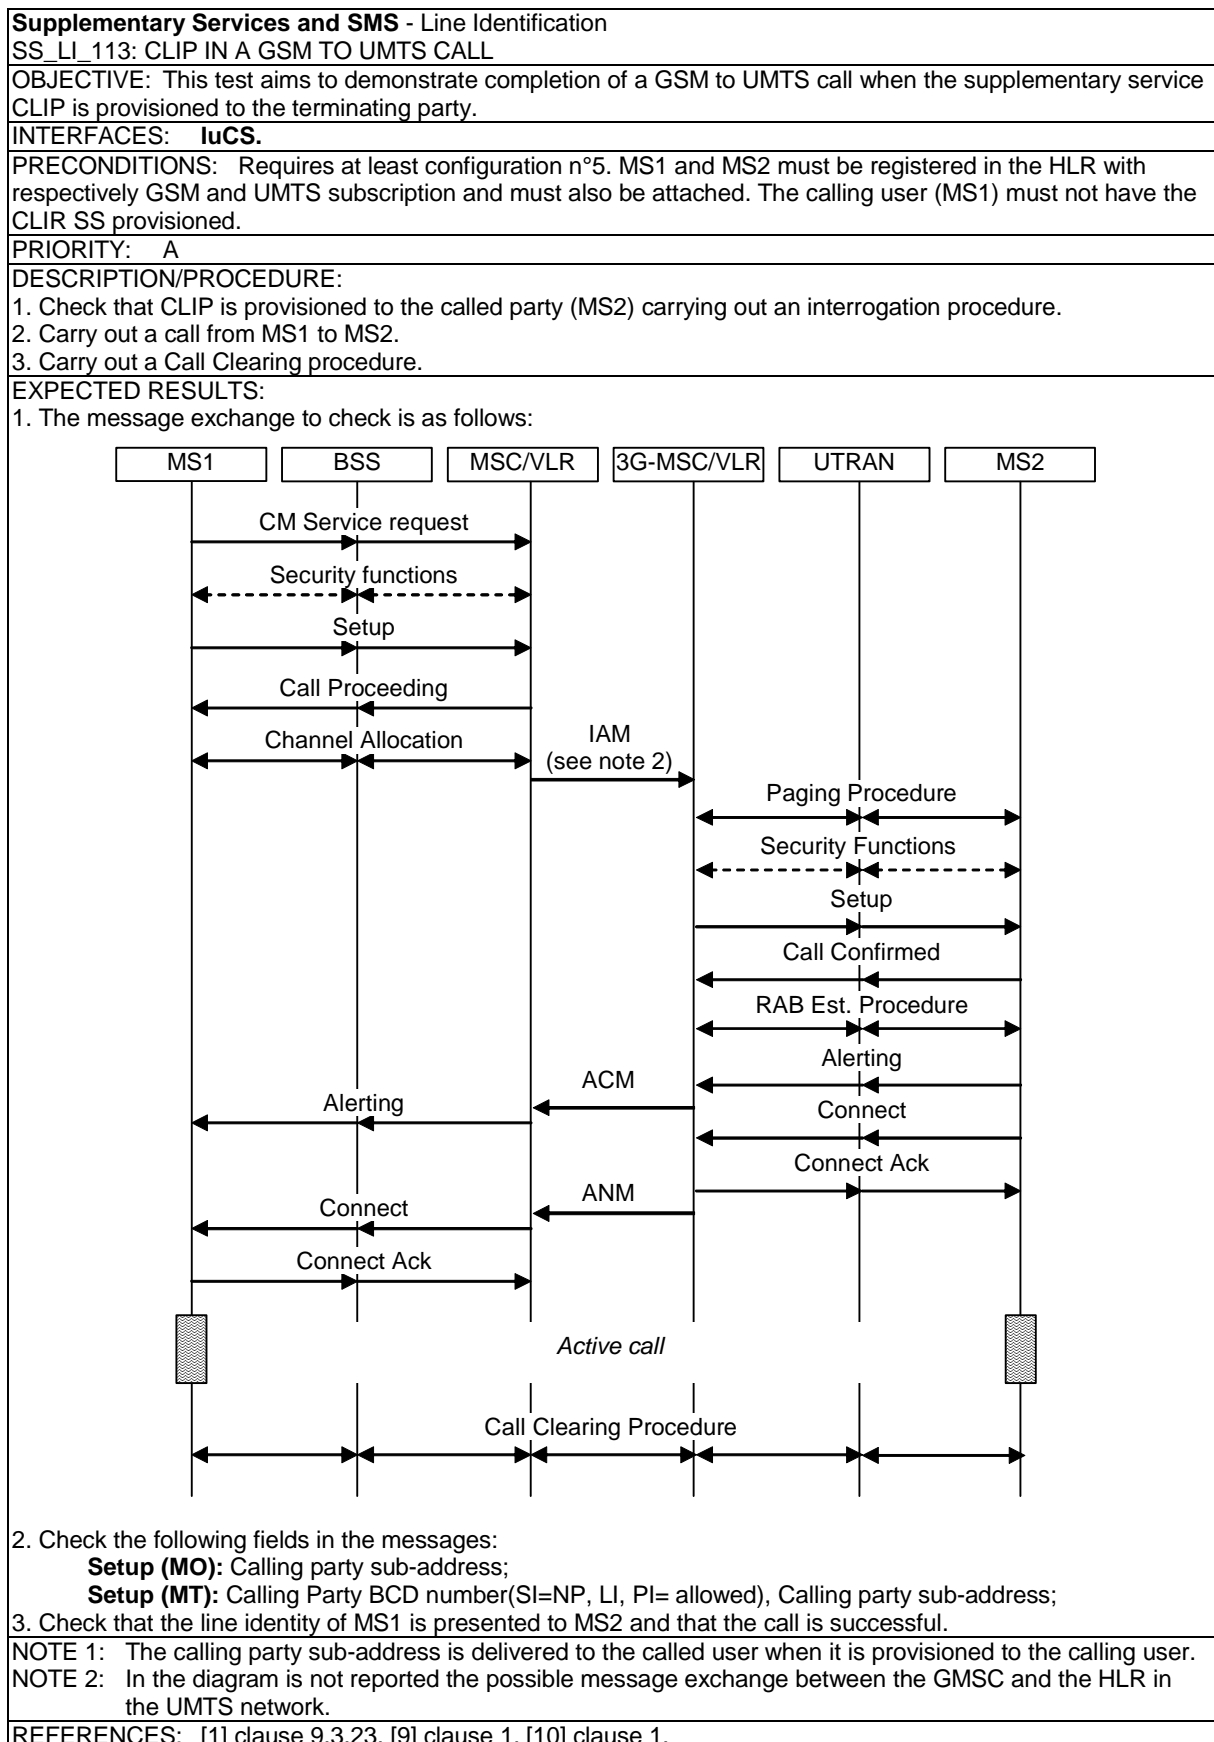 Supplementary Services and SMS - Line Identification
SS_LI_113: CLIP IN A GSM TO UMTS CALL
OBJECTIVE: This test aims to demonstrate completion of a GSM to UMTS call when the supplementary service
CLIP is provisioned to the terminating party.
INTERFACES: IuCS.
PRECONDITIONS: Requires at least configuration n°5. MS1 and MS2 must be registered in the HLR with
respectively GSM and UMTS subscription and must also be attached. The calling user (MS1) must not have the
CLIR SS provisioned.
PRIORITY: A
DESCRIPTION/PROCEDURE:
1. Check that CLIP is provisioned to the called party (MS2) carrying out an interrogation procedure.
2. Carry out a call from MS1 to MS2.
3. Carry out a Call Clearing procedure.
EXPECTED RESULTS:
1. The message exchange to check is as follows:
MS1 BSS MSC/VLR 3G-MSC/VLR UTRAN MS2
CM Service request
Security functions
Setup
Call Proceeding
Channel Allocation
IAM
(see note 2)
Paging Procedure
Security Functions
Setup
Call Confirmed
RAB Est. Procedure
Alerting
ACM
Alerting
Connect
Connect Ack
ANM
Connect
Connect Ack
Active call
Call Clearing Procedure
2. Check the following fields in the messages:
Setup (MO): Calling party sub-address;
Setup (MT): Calling Party BCD number(SI=NP, LI, PI= allowed), Calling party sub-address;
3. Check that the line identity of MS1 is presented to MS2 and that the call is successful.
NOTE 1: The calling party sub-address is delivered to the called user when it is provisioned to the calling user.
NOTE 2: In the diagram is not reported the possible message exchange between the GMSC and the HLR in
the UMTS network.
REFERENCES: [1] clause 9.3.23, [9] clause 1, [10] clause 1.